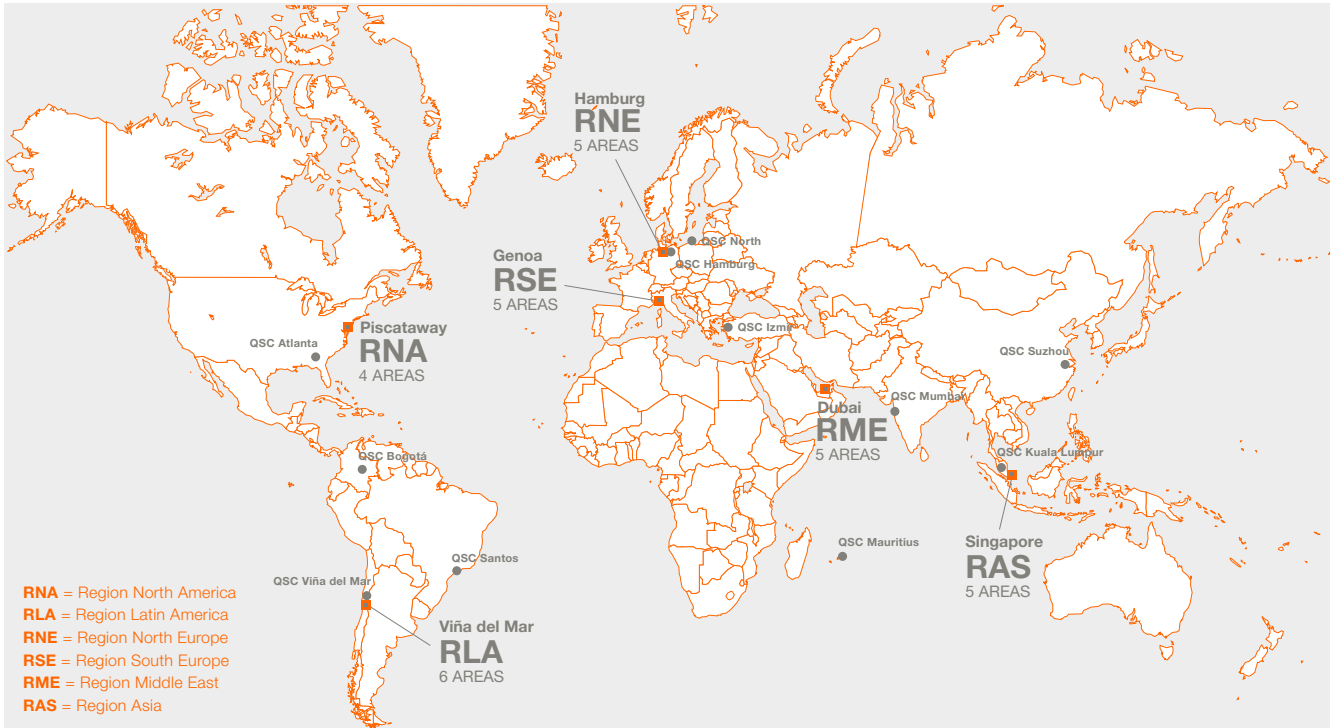 Hamburg
RNE
5 AREAS
QSC North
QSC Hamburg
Genoa
RSE
5 AREAS
QSC Izmir
Piscataway
RNA
4 AREAS
QSC Atlanta
QSC Suzhou
QSC Mumbai
Dubai
RME
5 AREAS
QSC Bogotá
QSC Kuala Lumpur
QSC Mauritius
Singapore
RAS
5 AREAS
QSC Santos
QSC Viña del Mar
Viña del Mar
RLA
6 AREAS
RNA = Region North America
RLA = Region Latin America
RNE = Region North Europe
RSE = Region South Europe
RME = Region Middle East
RAS = Region Asia